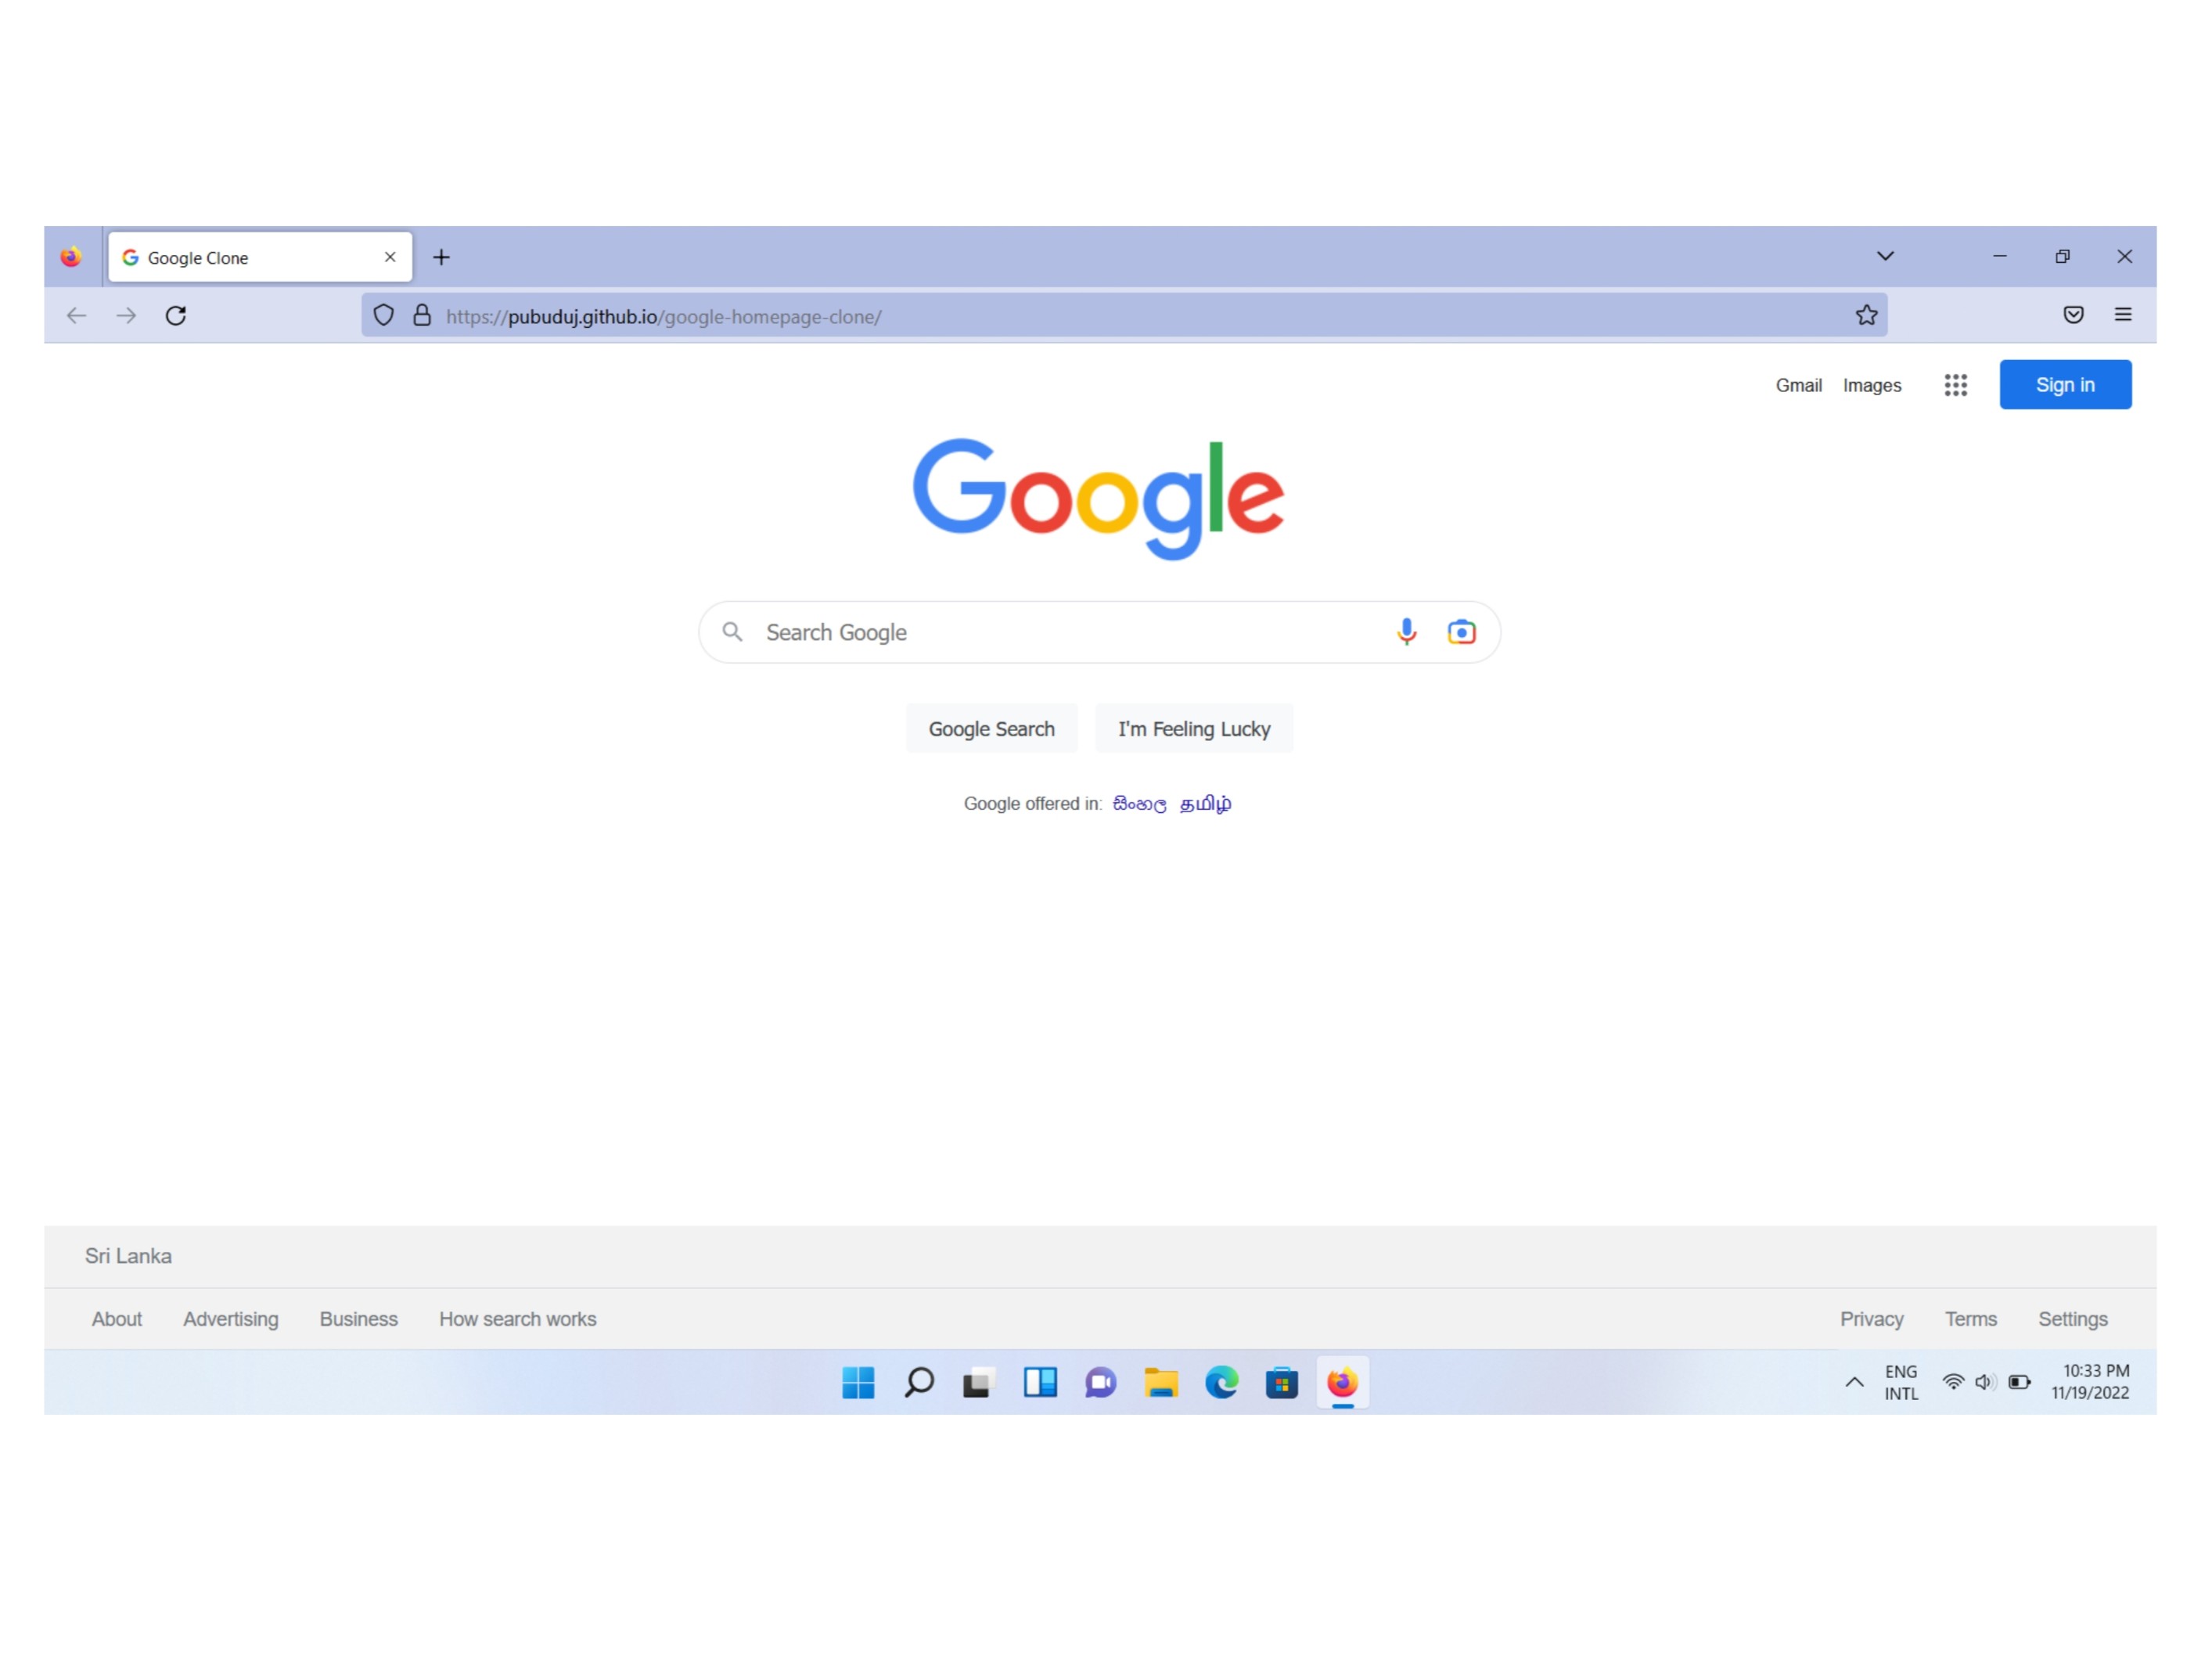 Google Clone
https://pubuduj.github.io/google-homepage-clone/
Gmail Images Sign in
Google
Search Google
Google Search I'm Feeling Lucky
Google offered in: සිංහල தமிழ்
Sri Lanka
About Advertising Business How search works Privacy Terms Settings
ENG 10:33 PM
INTL 11/19/2022